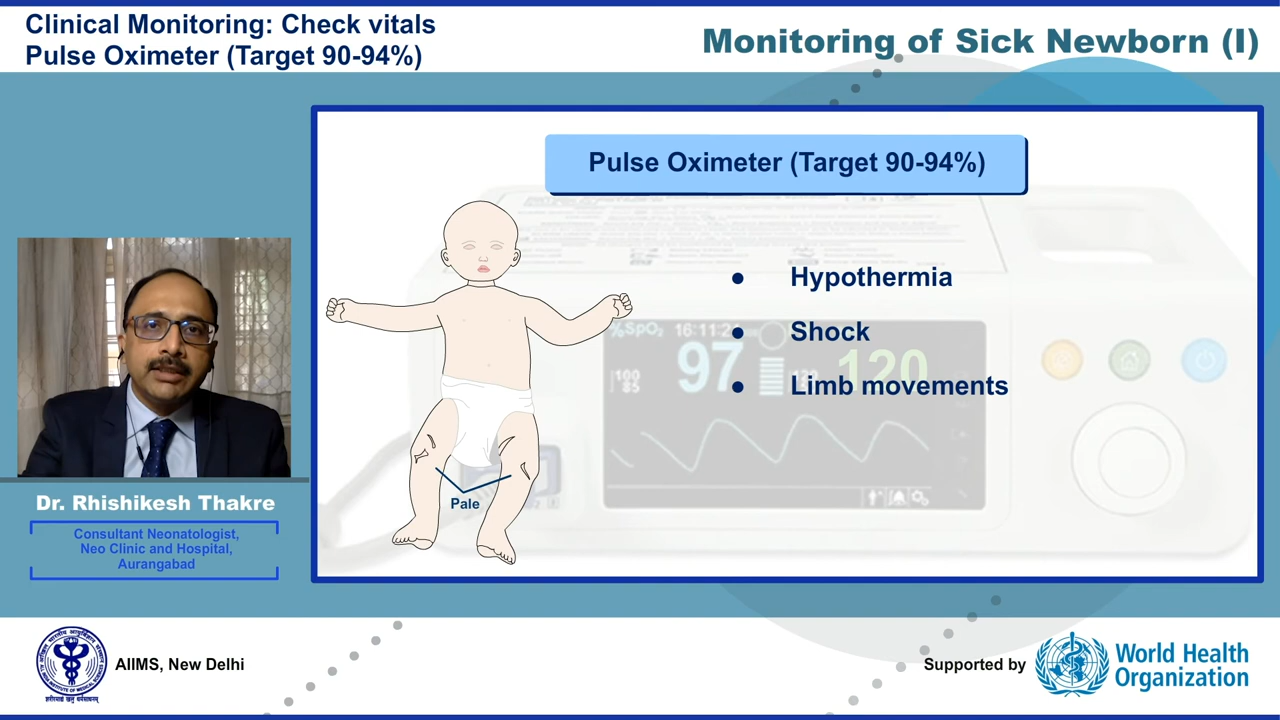 Clinical Monitoring: Check vitals
Pulse Oximeter (Target 90-94%)
Monitoring of Sick Newborn (I)
Pulse Oximeter (Target 90-94%)
• Hypothermia
%SpO₂ 16:11:2
• Shock
100
85
97
120
• Limb movements
Pale
Dr. Rhishikesh Thakre
Consultant Neonatologist,
Neo Clinic and Hospital,
Aurangabad
AIIMS, New Delhi
Supported by
World Health
Organization